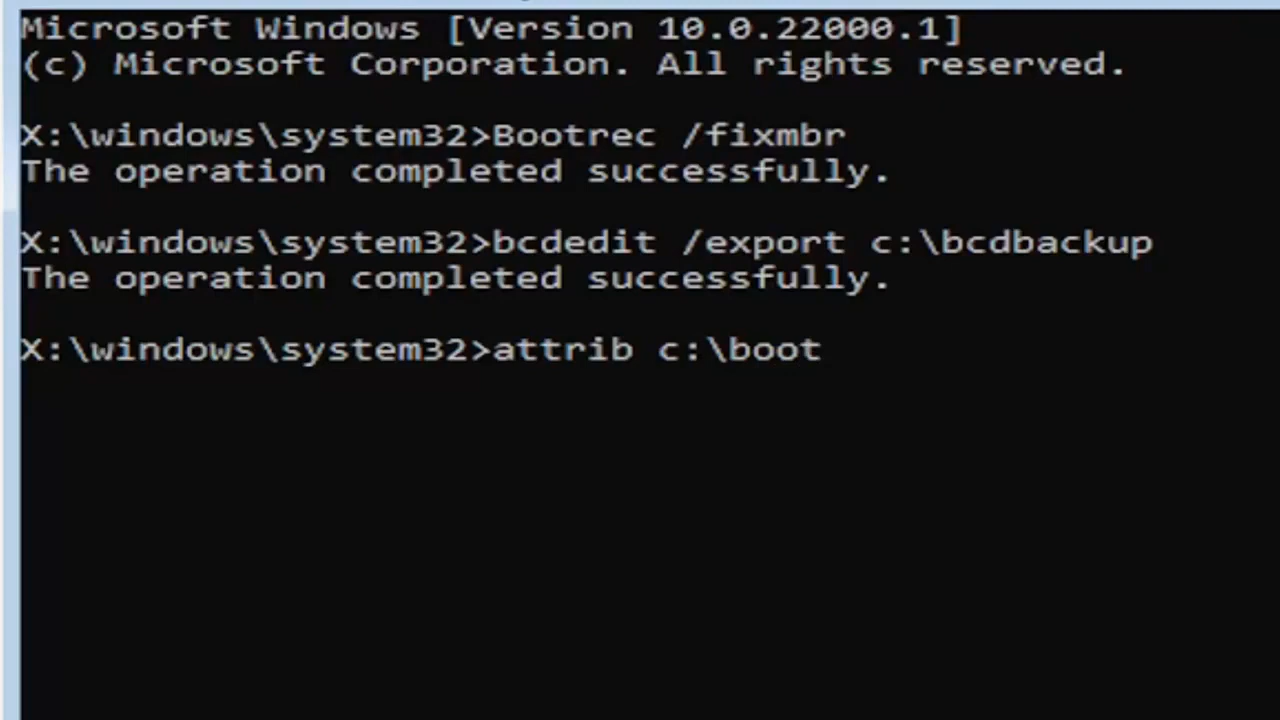 Microsoft Windows [Version 10.0.22000.1]
(c) Microsoft Corporation. All rights reserved.
X:\windows\system32>Bootrec /fixmbr
The operation completed successfully.
X:\windows\system32>bcdedit /export c:\bcdbackup
The operation completed successfully.
X:\windows\system32>attrib c:\boot